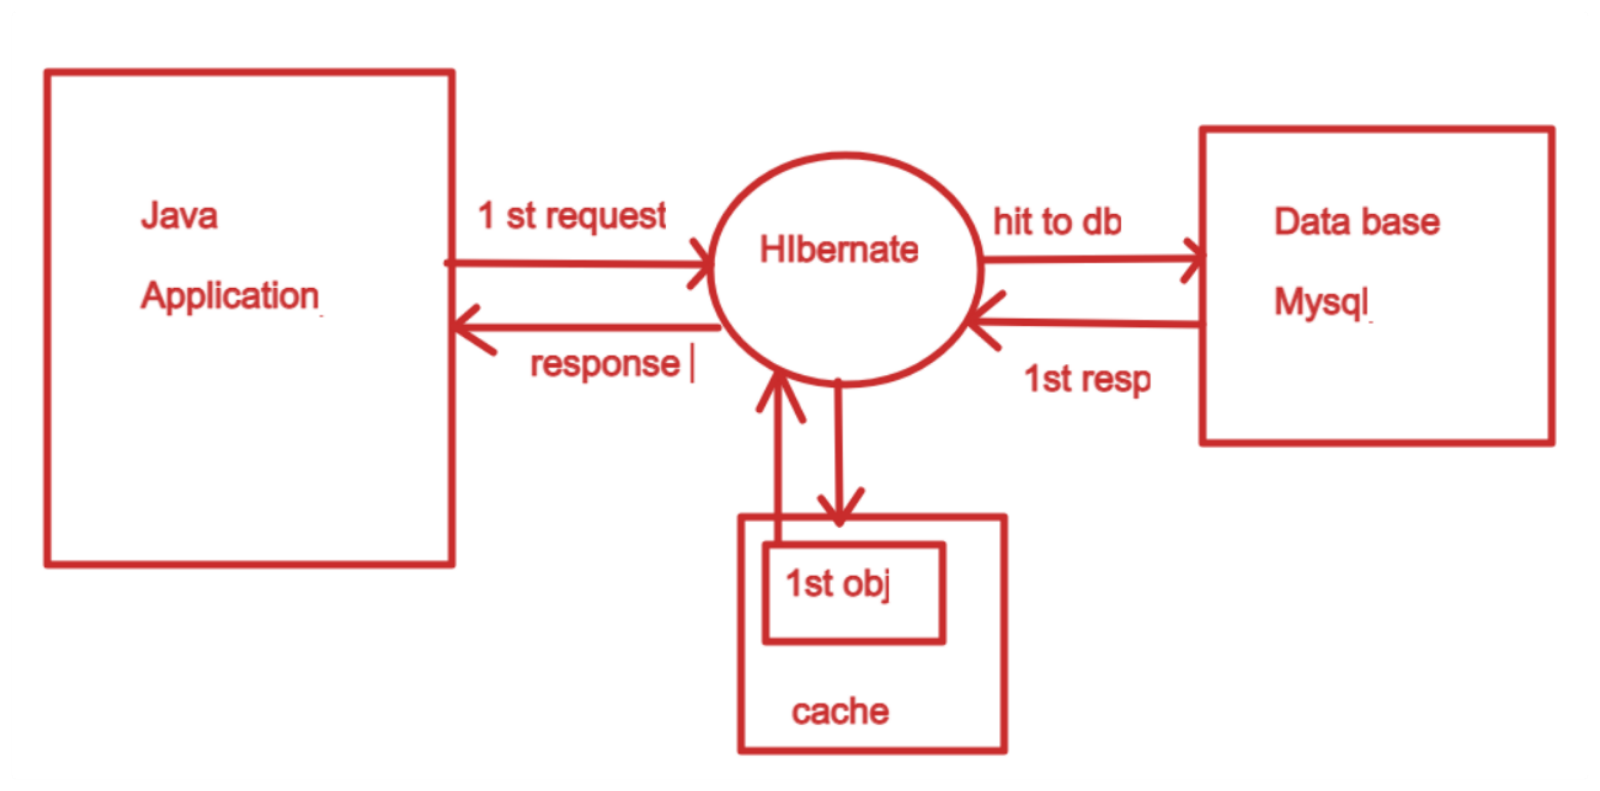 Java
Application
1 st request
response
HIbernate
hit to db
1st resp
Data base
Mysql
1st obj
cache